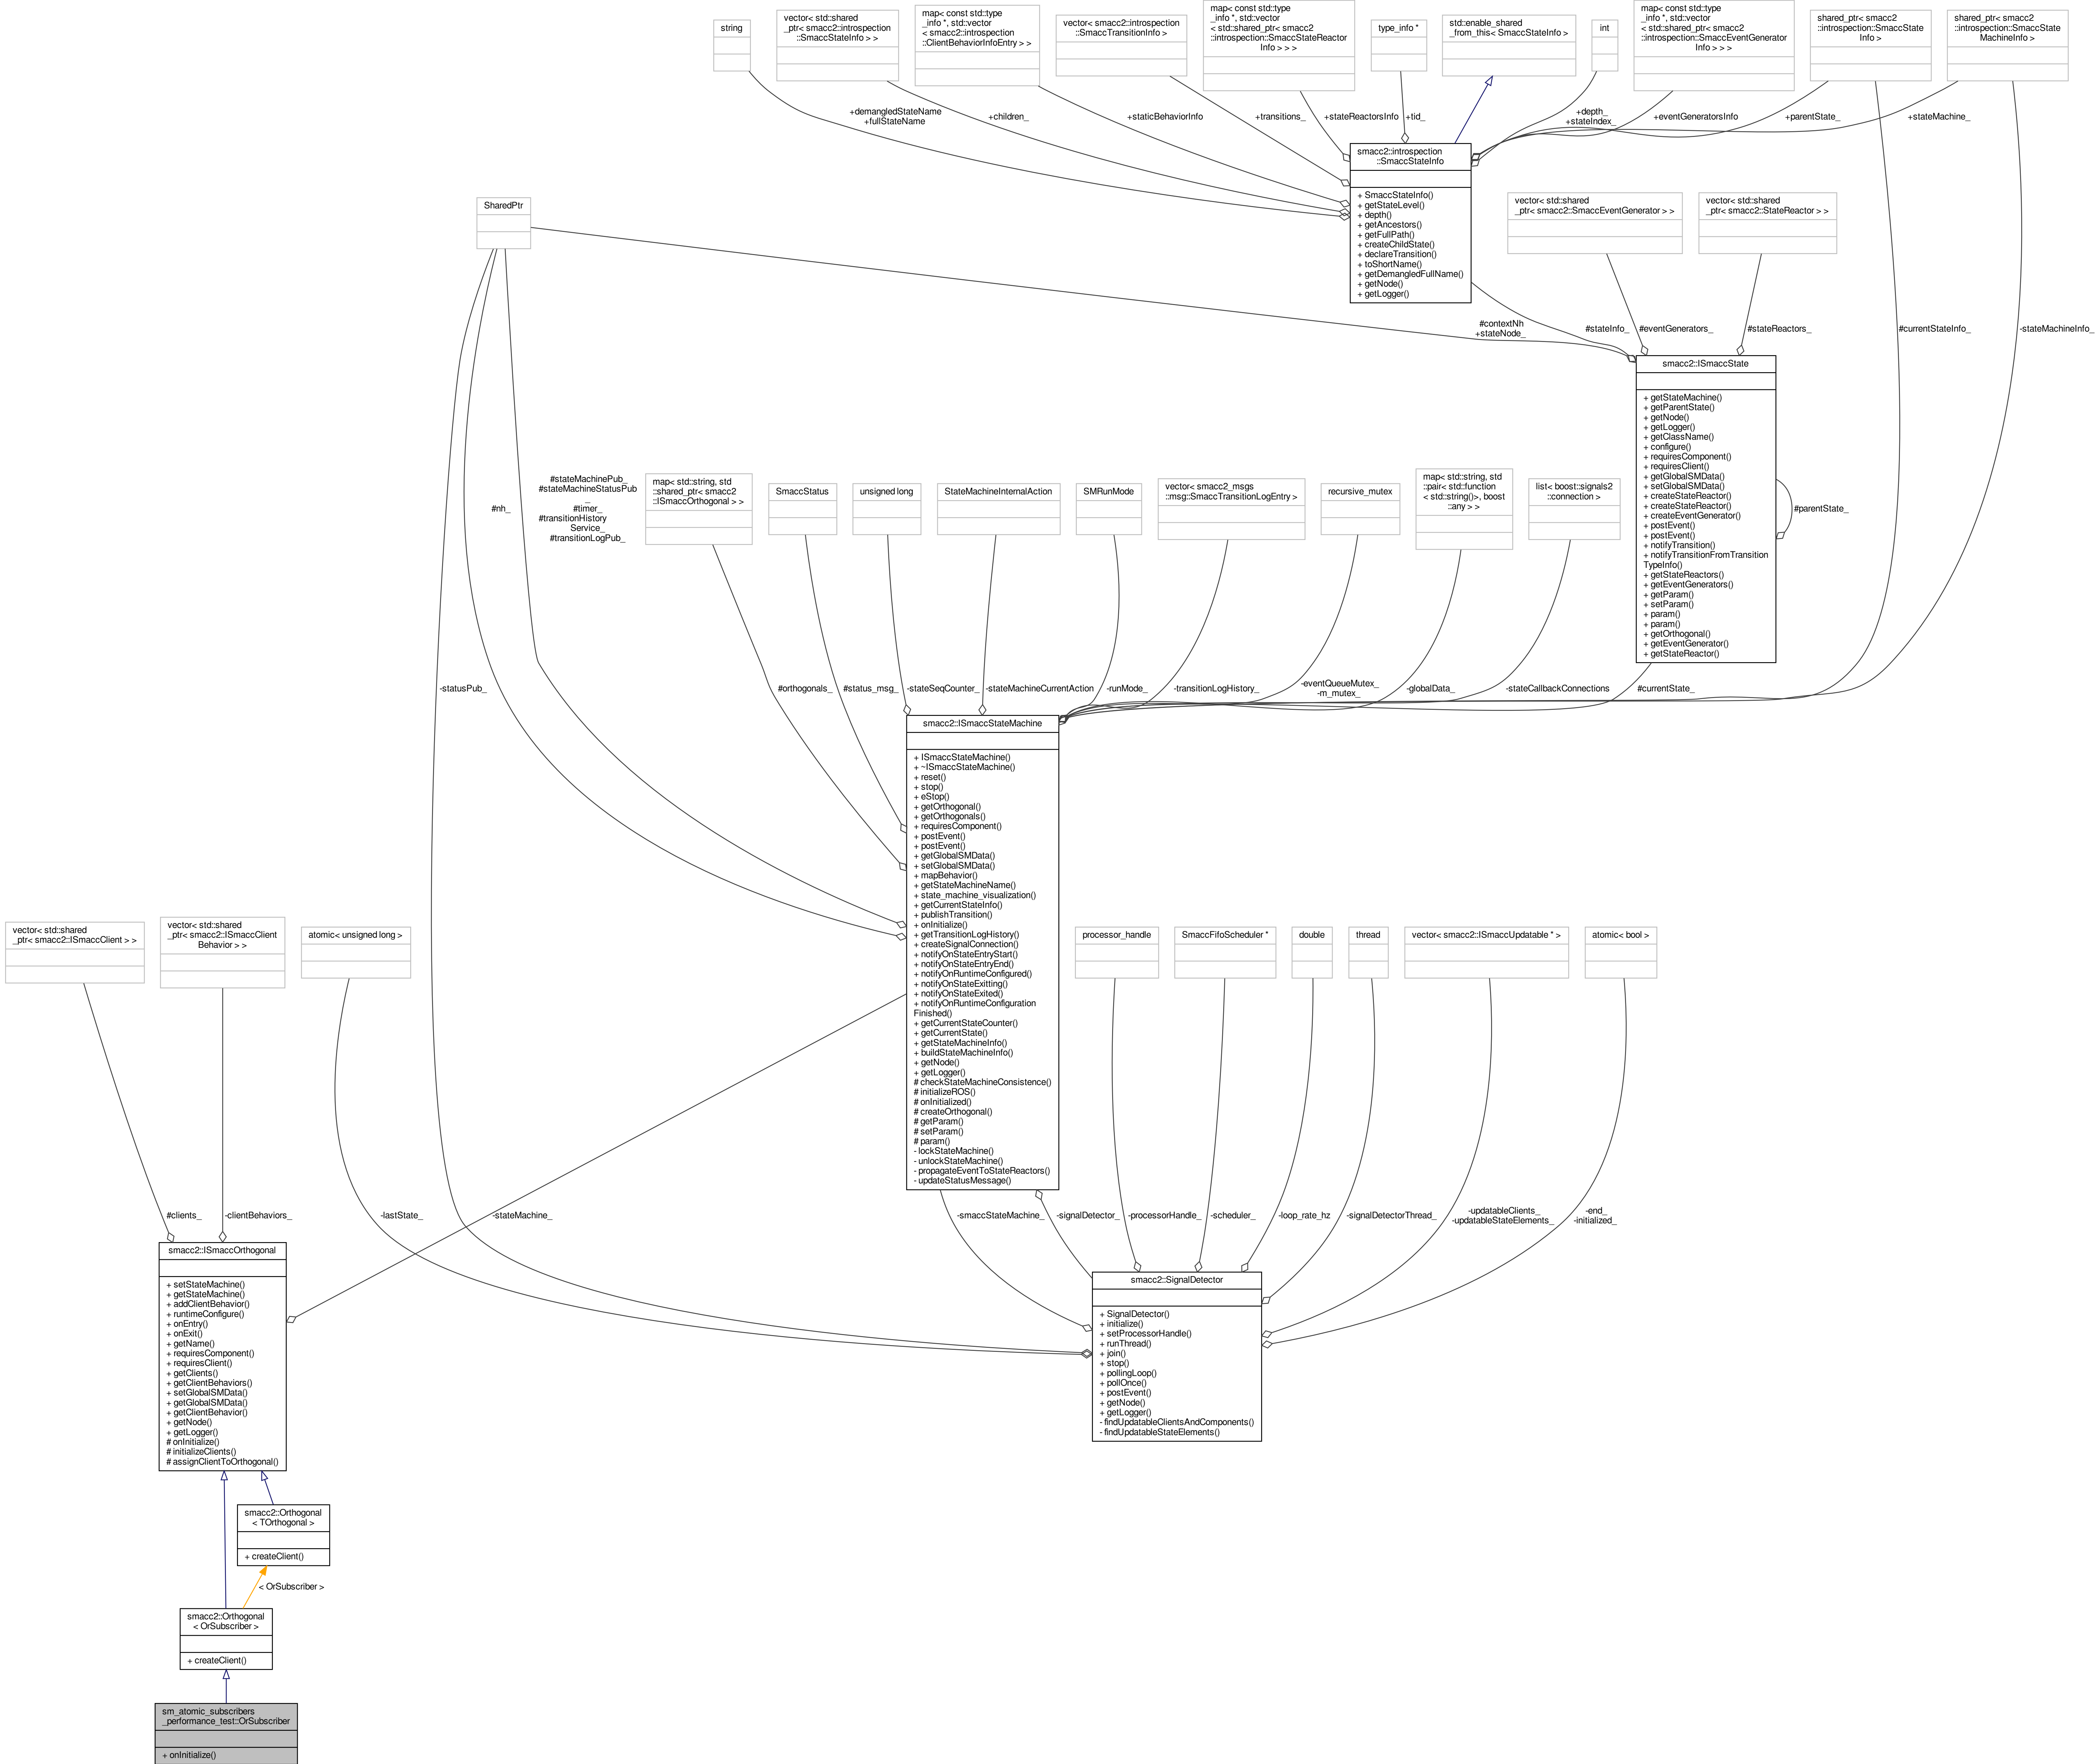 string
vector< std::shared
_ptr< smacc2::introspection
::SmaccStateInfo > >
map< const std::type
_info *, std::vector
< smacc2::introspection
::ClientBehaviorInfoEntry > >
vector< smacc2::introspection
::SmaccTransitionInfo >
map< const std::type
_info *, std::vector
< std::shared_ptr< smacc2
::introspection::SmaccStateReactor
Info > > >
type_info *
std::enable_shared
_from_this< SmaccStateInfo >
int
map< const std::type
_info *, std::vector
< std::shared_ptr< smacc2
::introspection::SmaccEventGenerator
Info > > >
shared_ptr< smacc2
::introspection::SmaccState
Info >
shared_ptr< smacc2
::introspection::SmaccState
MachineInfo >
+demangledStateName
+fullStateName
+children_
+staticBehaviorInfo
+transitions_
+stateReactorsInfo
+tid_
+depth_
+stateIndex_
+eventGeneratorsInfo
+parentState_
+stateMachine_
smacc2::introspection
::SmaccStateInfo
+ SmaccStateInfo()
+ getStateLevel()
+ depth()
+ getAncestors()
+ getFullPath()
+ createChildState()
+ declareTransition()
+ toShortName()
+ getDemangledFullName()
+ getNode()
+ getLogger()
SharedPtr
vector< std::shared
_ptr< smacc2::SmaccEventGenerator > >
vector< std::shared
_ptr< smacc2::StateReactor > >
#contextNh
+stateNode_
#stateInfo_
#eventGenerators_
#stateReactors_
#currentStateInfo_
-stateMachineInfo_
smacc2::ISmaccState
+ getStateMachine()
+ getParentState()
+ getNode()
+ getLogger()
+ getClassName()
+ configure()
+ requiresComponent()
+ requiresClient()
+ getGlobalSMData()
+ setGlobalSMData()
+ createStateReactor()
+ createStateReactor()
+ createEventGenerator()
+ postEvent()
+ postEvent()
+ notifyTransition()
+ notifyTransitionFromTransition
TypeInfo()
+ getStateReactors()
+ getEventGenerators()
+ getParam()
+ setParam()
+ param()
+ param()
+ getOrthogonal()
+ getEventGenerator()
+ getStateReactor()
#parentState_
#nh_
#stateMachinePub_
#stateMachineStatusPub
_
#timer_
#transitionHistory
Service_
#transitionLogPub_
map< std::string, std
::shared_ptr< smacc2
::ISmaccOrthogonal > >
SmaccStatus
unsigned long
StateMachineInternalAction
SMRunMode
vector< smacc2_msgs
::msg::SmaccTransitionLogEntry >
recursive_mutex
map< std::string, std
::pair< std::function
< std::string()>, boost
::any > >
list< boost::signals2
::connection >
-statusPub_
#orthogonals_
#status_msg_
-stateSeqCounter_
-stateMachineCurrentAction
-runMode_
-transitionLogHistory_
-eventQueueMutex_
-m_mutex_
-globalData_
-stateCallbackConnections
#currentState_
smacc2::ISmaccStateMachine
+ ISmaccStateMachine()
+ ~ISmaccStateMachine()
+ reset()
+ stop()
+ eStop()
+ getOrthogonal()
+ getOrthogonals()
+ requiresComponent()
+ postEvent()
+ postEvent()
+ getGlobalSMData()
+ setGlobalSMData()
+ mapBehavior()
+ getStateMachineName()
+ state_machine_visualization()
+ getCurrentStateInfo()
+ publishTransition()
+ onInitialize()
+ getTransitionLogHistory()
+ createSignalConnection()
+ notifyOnStateEntryStart()
+ notifyOnStateEntryEnd()
+ notifyOnRuntimeConfigured()
+ notifyOnStateExitting()
+ notifyOnStateExited()
+ notifyOnRuntimeConfiguration
Finished()
+ getCurrentStateCounter()
+ getCurrentState()
+ getStateMachineInfo()
+ buildStateMachineInfo()
+ getNode()
+ getLogger()
# checkStateMachineConsistence()
# initializeROS()
# onInitialized()
# createOrthogonal()
# getParam()
# setParam()
# param()
- lockStateMachine()
- unlockStateMachine()
- propagateEventToStateReactors()
- updateStatusMessage()
vector< std::shared
_ptr< smacc2::ISmaccClient > >
vector< std::shared
_ptr< smacc2::ISmaccClient
Behavior > >
atomic< unsigned long >
processor_handle
SmaccFifoScheduler *
double
thread
vector< smacc2::ISmaccUpdatable * >
atomic< bool >
#clients_
-clientBehaviors_
-lastState_
-stateMachine_
-smaccStateMachine_
-signalDetector_
-processorHandle_
-scheduler_
-loop_rate_hz
-signalDetectorThread_
-updatableClients_
-updatableStateElements_
-end_
-initialized_
smacc2::ISmaccOrthogonal
+ setStateMachine()
+ getStateMachine()
+ addClientBehavior()
+ runtimeConfigure()
+ onEntry()
+ onExit()
+ getName()
+ requiresComponent()
+ requiresClient()
+ getClients()
+ getClientBehaviors()
+ setGlobalSMData()
+ getGlobalSMData()
+ getClientBehavior()
+ getNode()
+ getLogger()
# onInitialize()
# initializeClients()
# assignClientToOrthogonal()
smacc2::SignalDetector
+ SignalDetector()
+ initialize()
+ setProcessorHandle()
+ runThread()
+ join()
+ stop()
+ pollingLoop()
+ pollOnce()
+ postEvent()
+ getNode()
+ getLogger()
- findUpdatableClientsAndComponents()
- findUpdatableStateElements()
smacc2::Orthogonal
< TOrthogonal >
+ createClient()
< OrSubscriber >
smacc2::Orthogonal
< OrSubscriber >
+ createClient()
sm_atomic_subscribers
_performance_test::OrSubscriber
+ onInitialize()